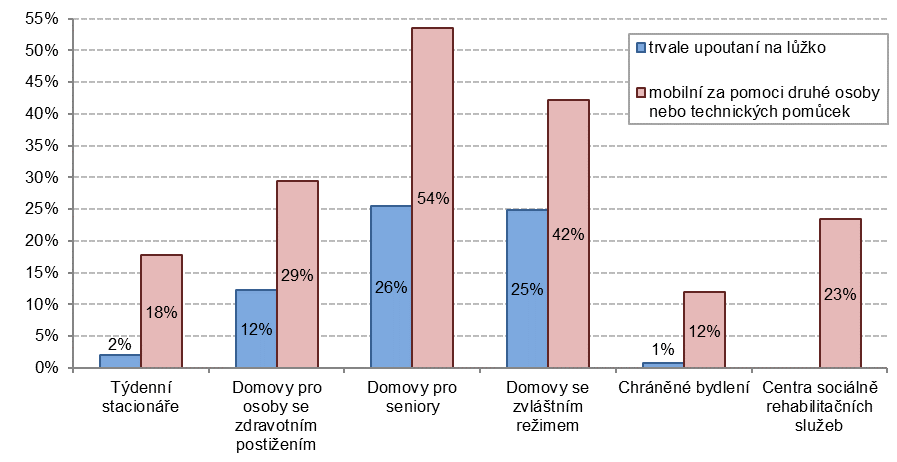 55%
50%
45%
40%
35%
30%
25%
20%
15%
10%
5%
0%
trvale upoutaní na lůžko
mobilní za pomoci druhé osoby
nebo technických pomůcek
2%
18%
12%
29%
26%
54%
25%
42%
1%
12%
23%
Týdenní
stacionáře
Domovy pro
osoby se
zdravotním
postižením
Domovy pro
seniory
Domovy se
zvláštním
režimem
Chráněné bydlení
Centra sociálně
rehabilitačních
služeb